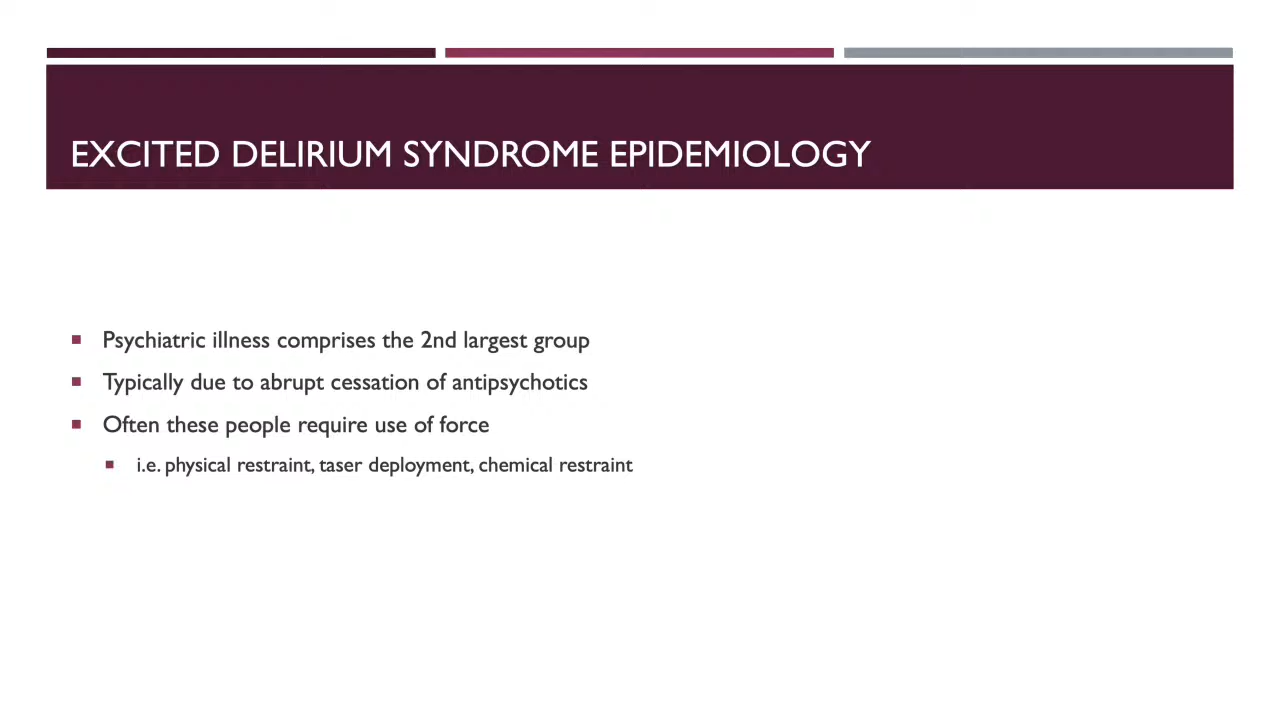 EXCITED DELIRIUM SYNDROME EPIDEMIOLOGY
Psychiatric illness comprises the 2nd largest group
Typically due to abrupt cessation of antipsychotics
Often these people require use of force
i.e. physical restraint, taser deployment, chemical restraint